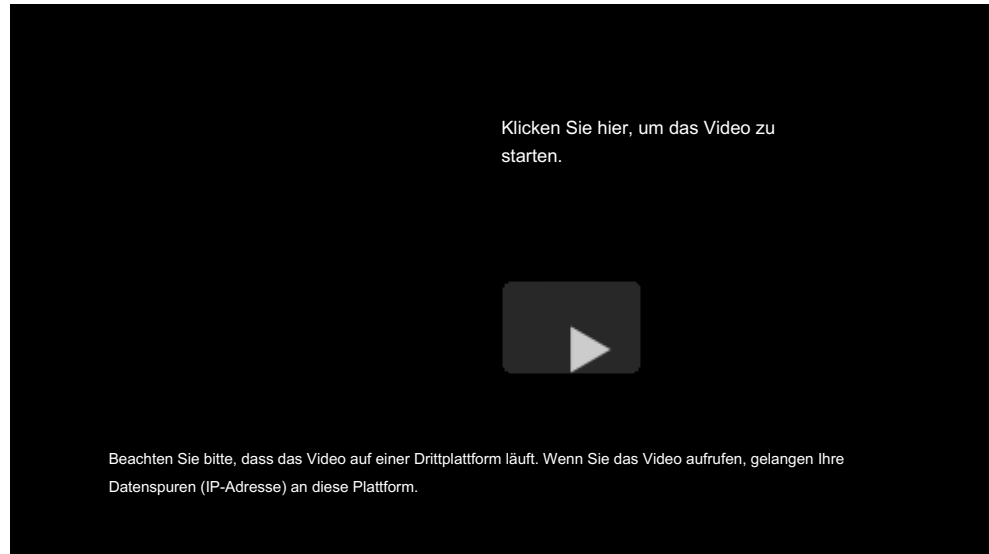 Klicken Sie hier, um das Video zu
starten.
Beachten Sie bitte, dass das Video auf einer Drittplattform läuft. Wenn Sie das Video aufrufen, gelangen Ihre
Datenspuren (IP-Adresse) an diese Plattform.